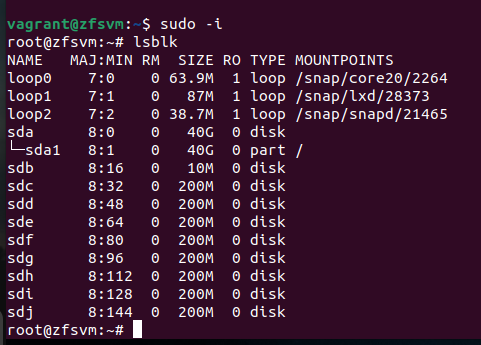 vagrant@zfsvm:~$ sudo -i
root@zfsvm:~# lsblk
NAME   MAJ:MIN RM  SIZE RO TYPE MOUNTPOINTS
loop0    7:0    0 63.9M  1 loop /snap/core20/2264
loop1    7:1    0   87M  1 loop /snap/lxd/28373
loop2    7:2    0 38.7M  1 loop /snap/snapd/21465
sda      8:0    0   40G  0 disk
└─sda1   8:1    0   40G  0 part /
sdb      8:16   0   10M  0 disk
sdc      8:32   0  200M  0 disk
sdd      8:48   0  200M  0 disk
sde      8:64   0  200M  0 disk
sdf      8:80   0  200M  0 disk
sdg      8:96   0  200M  0 disk
sdh      8:112  0  200M  0 disk
sdi      8:128  0  200M  0 disk
sdj      8:144  0  200M  0 disk
root@zfsvm:~#